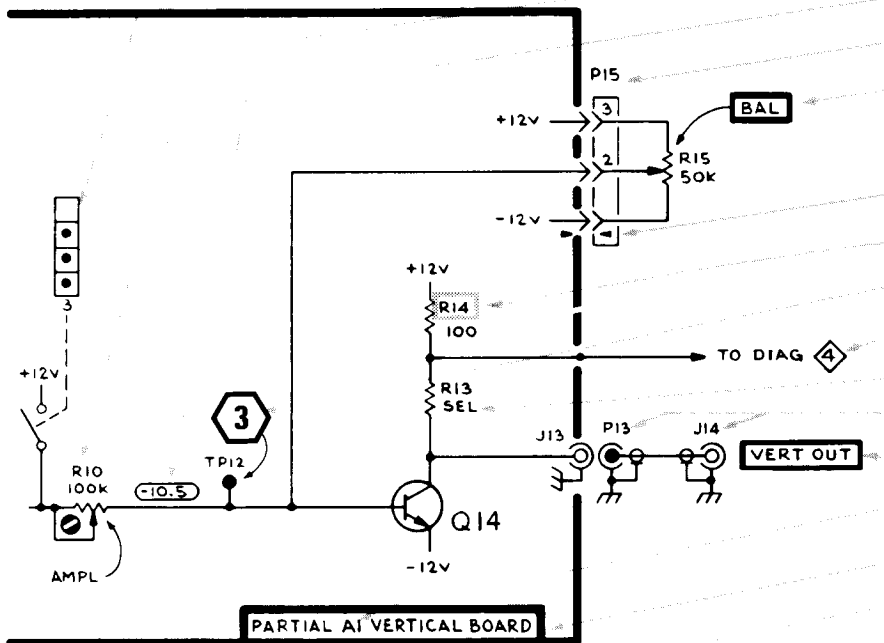 P15
3
+12V
BAL
2
R15
50K
-12V
+12V
R14
100
3
+12V
TO DIAG 4
R13
SEL
3
J13
P13
J14
VERT OUT
R10
100K
-10.5
TP12
Q14
AMPL
-12V
PARTIAL A1 VERTICAL BOARD